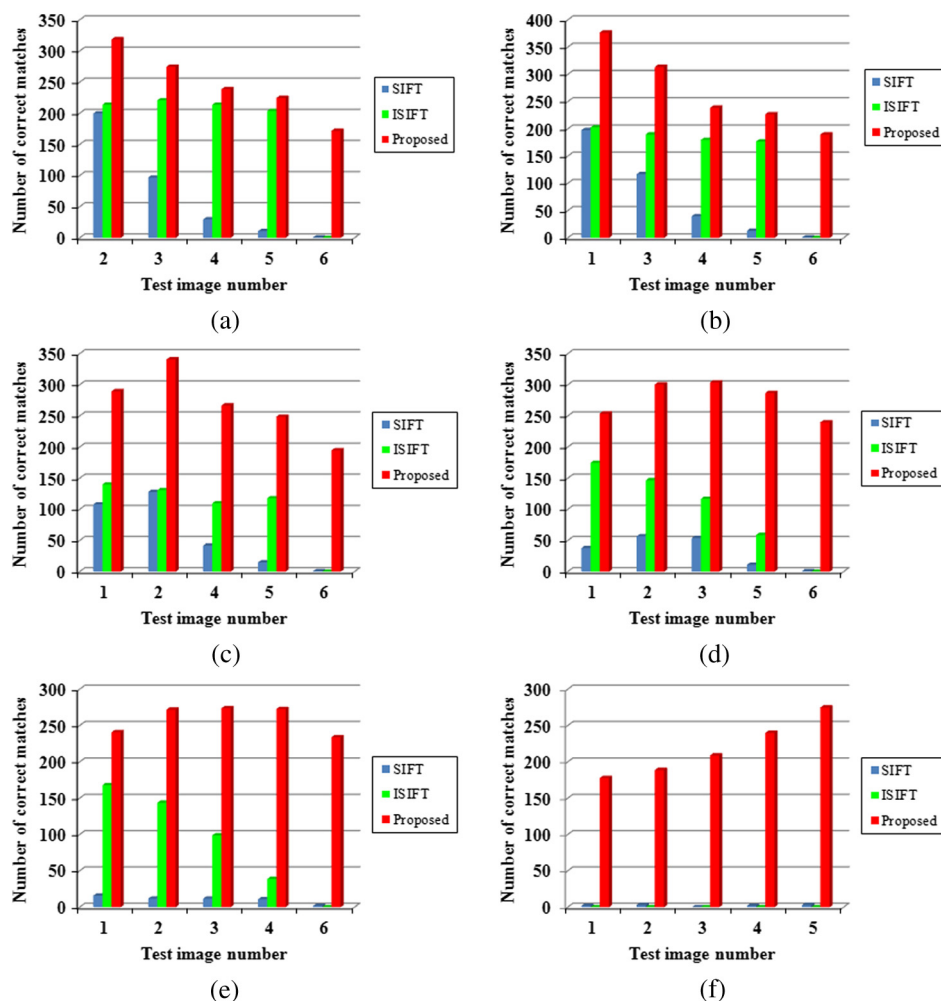 350
300
250
200
150
100
50
0
2 3 4 5 6
Number of correct matches
Test image number
SIFT
ISIFT
Proposed
(a)
400
350
300
250
200
150
100
50
0
1 3 4 5 6
Number of correct matches
Test image number
SIFT
ISIFT
Proposed
(b)
350
300
250
200
150
100
50
0
1 2 4 5 6
Number of correct matches
Test image number
SIFT
ISIFT
Proposed
(c)
350
300
250
200
150
100
50
0
1 2 3 5 6
Number of correct matches
Test image number
SIFT
ISIFT
Proposed
(d)
300
250
200
150
100
50
0
1 2 3 4 6
Number of correct matches
Test image number
SIFT
ISIFT
Proposed
(e)
300
250
200
150
100
50
0
1 2 3 4 5
Number of correct matches
Test image number
SIFT
ISIFT
Proposed
(f)